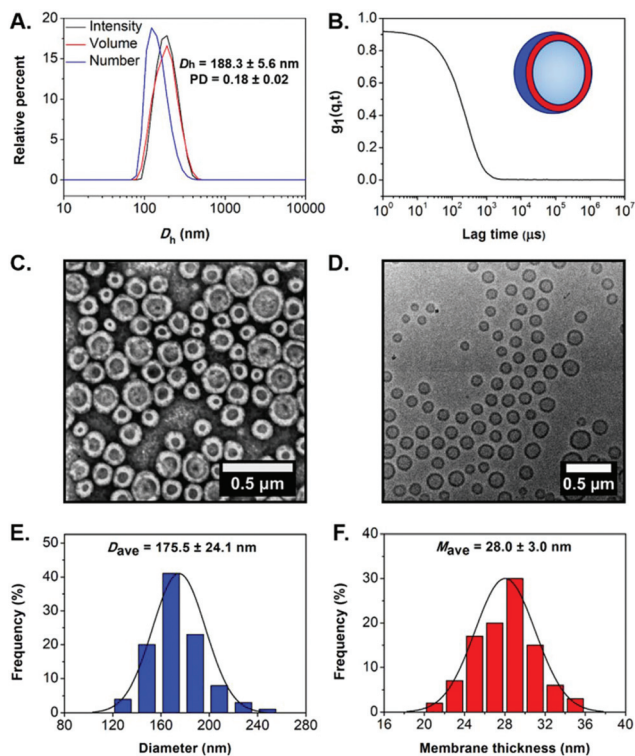 A.
Intensity
Volume
Number
Dh = 188.3 ± 5.6 nm
PD = 0.18 ± 0.02
Relative percent
20
15
10
5
0
10 100 1000 10000
Dh (nm)
B.
g1(q,t)
1.0
0.8
0.6
0.4
0.2
0.0
10^0 10^1 10^2 10^3 10^4 10^5 10^6 10^7
Lag time (μs)
C.
0.5 μm
D.
0.5 μm
E.
Dave = 175.5 ± 24.1 nm
Frequency (%)
50
40
30
20
10
0
80 120 160 200 240 280
Diameter (nm)
F.
Mave = 28.0 ± 3.0 nm
Frequency (%)
40
30
20
10
0
16 20 24 28 32 36 40
Membrane thickness (nm)